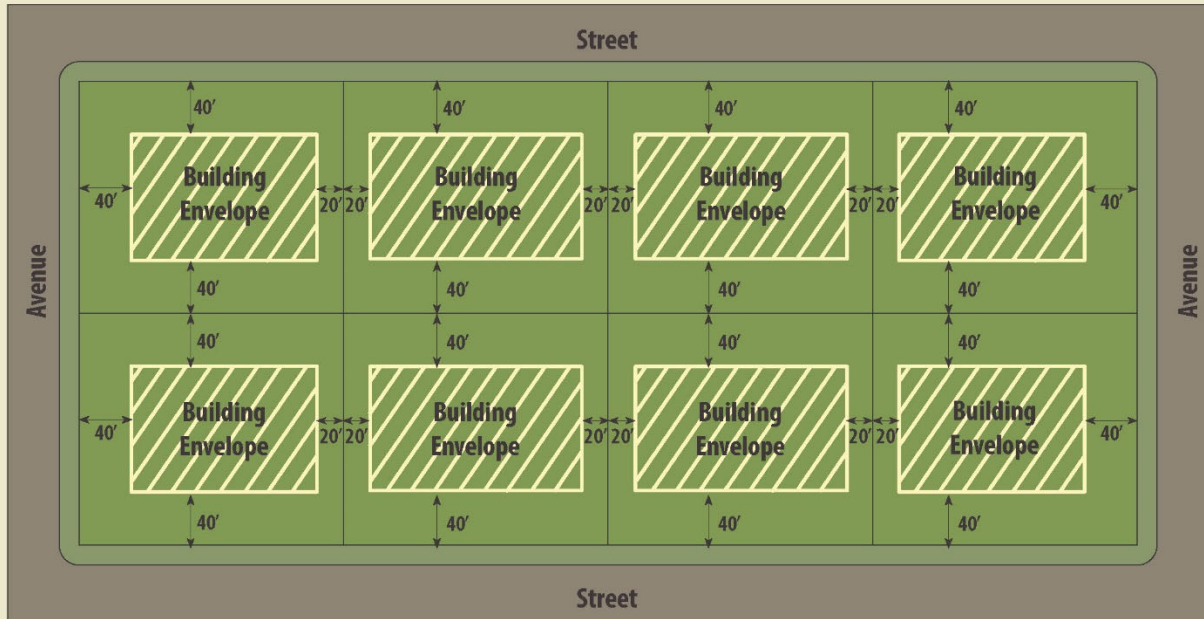 Street
40' 40' 40' 40'
Building Envelope Building Envelope Building Envelope Building Envelope
40' 20' 20' 20' 20' 20' 20' 40'
40' 40' 40' 40'
Avenue Avenue
40' 40' 40' 40'
Building Envelope Building Envelope Building Envelope Building Envelope
40' 20' 20' 20' 20' 20' 20' 40'
40' 40' 40' 40'
Street